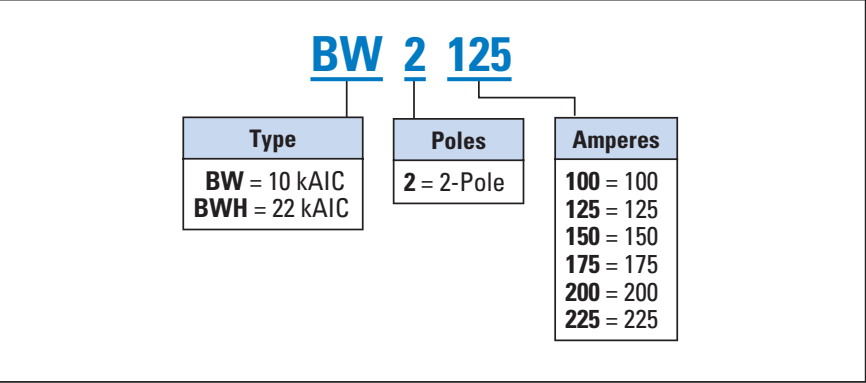 BW 2 125
Type
BW = 10 kAIC
BWH = 22 kAIC
Poles
2 = 2-Pole
Amperes
100 = 100
125 = 125
150 = 150
175 = 175
200 = 200
225 = 225